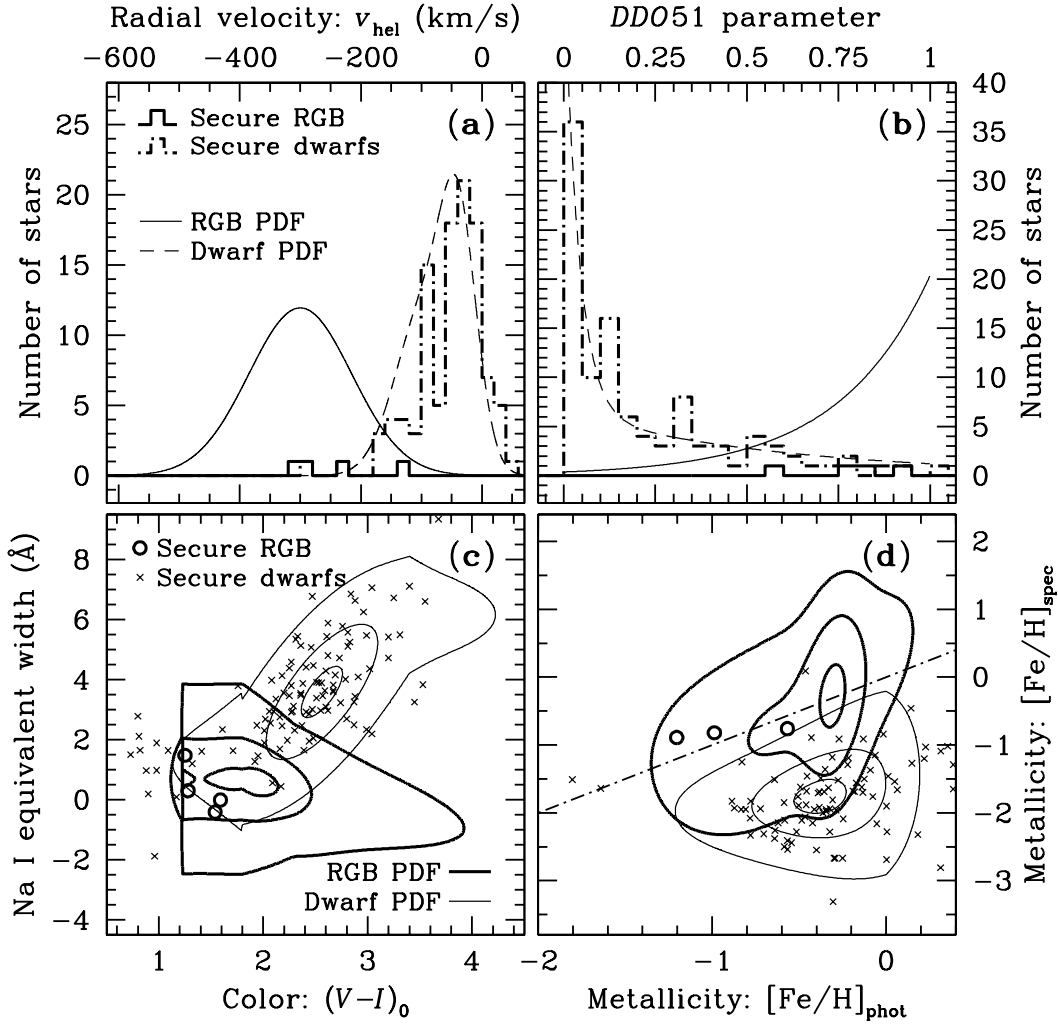 Radial velocity: v_hel (km/s)
DDO51 parameter
−600 −400 −200 0
0 0.25 0.5 0.75 1
(a)
Secure RGB
Secure dwarfs
RGB PDF
Dwarf PDF
Number of stars
25
20
15
10
5
0
(b)
40
35
30
25
20
15
10
5
0
Number of stars
(c)
Secure RGB
Secure dwarfs
RGB PDF
Dwarf PDF
Na I equivalent width (Å)
8
6
4
2
0
−2
−4
(d)
2
1
0
−1
−2
−3
Metallicity: [Fe/H]spec
1 2 3 4
−2 −1 0
Color: (V−I)₀
Metallicity: [Fe/H]phot